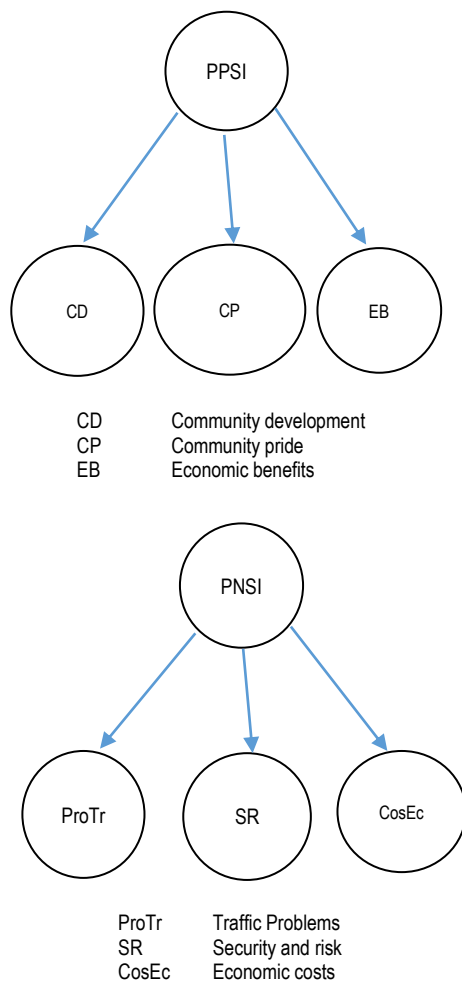 PPSI
CD CP EB
CD Community development
CP Community pride
EB Economic benefits
PNSI
ProTr SR CosEc
ProTr Traffic Problems
SR Security and risk
CosEc Economic costs